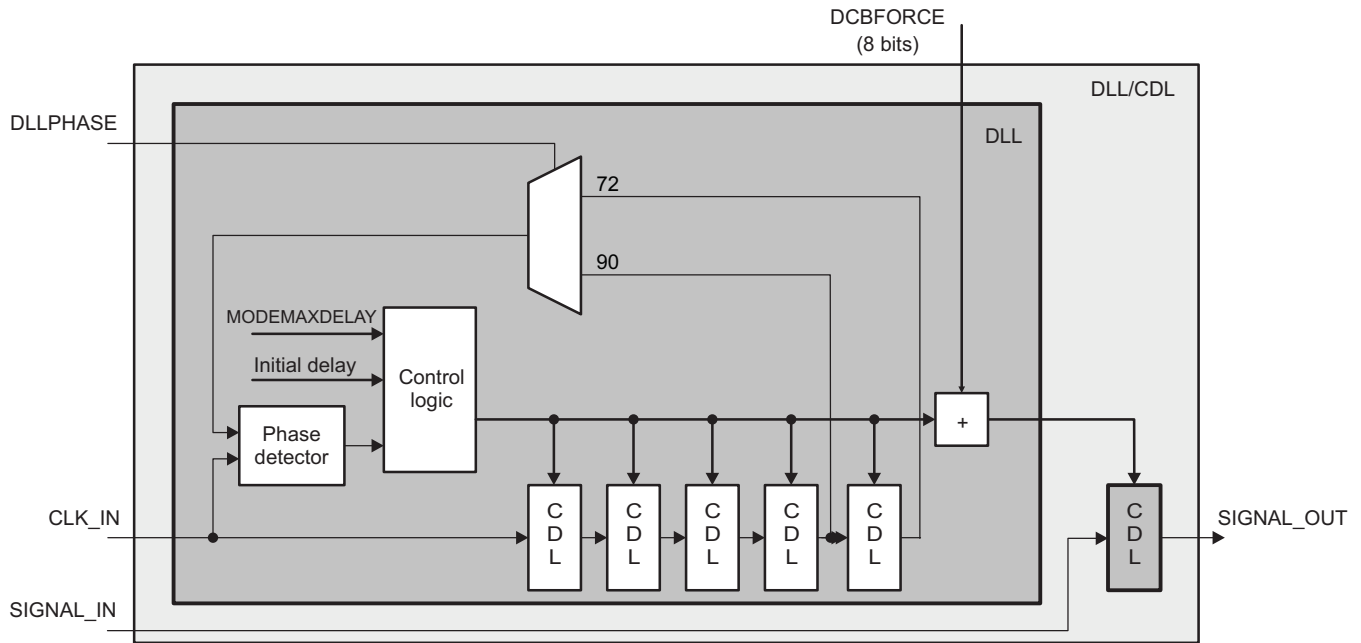 DCBFORCE
(8 bits)
DLL/CDL
DLLPHASE
DLL
72
90
MODEMAXDELAY
Initial delay
Control
logic
Phase
detector
+
CLK_IN
C
D
L
C
D
L
C
D
L
C
D
L
C
D
L
C
D
L
SIGNAL_OUT
SIGNAL_IN